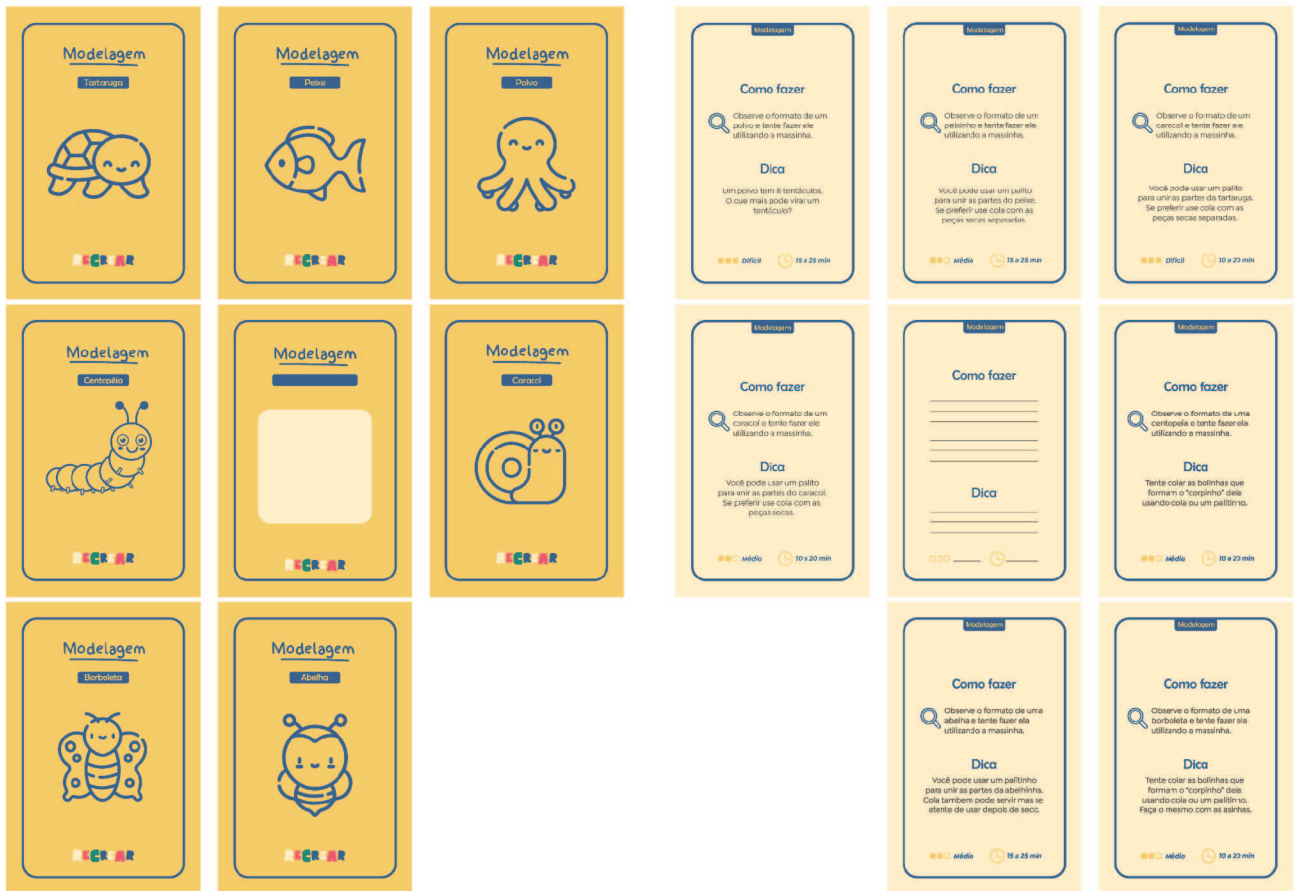 Modelagem
Tartaruga
RECREAR
Modelagem
Peixe
RECREAR
Modelagem
Polvo
RECREAR
Modelagem
Centopéia
RECREAR
Modelagem
RECREAR
Modelagem
Caracol
RECREAR
Modelagem
Borboleta
RECREAR
Modelagem
Abelha
RECREAR
Modelagem
Como fazer
Observe o formato de um
polvo e tente fazer ele
utilizando a massinha.
Dica
Um polvo tem 8 tentáculos.
O que mais pode virar um
tentáculo?
Difícil
15 a 25 min
Modelagem
Como fazer
Observe o formato de um
peixinho e tente fazer ele
utilizando a massinha.
Dica
Você pode usar um palito
para unir as partes do peixe.
Se preferir use cola com as
peças secas separadas.
Médio
15 a 25 min
Modelagem
Como fazer
Observe o formato de um
caracol e tente fazer ele
utilizando a massinha.
Dica
Você pode usar um palito
para unir as partes da tartaruga.
Se preferir use cola com as
peças secas separadas.
Difícil
10 a 20 min
Modelagem
Como fazer
Observe o formato de um
caracol e tente fazer ele
utilizando a massinha.
Dica
Você pode usar um palito
para unir as partes do caracol.
Se preferir use cola com as
peças secas.
Médio
10 a 20 min
Modelagem
Como fazer
Dica
Modelagem
Como fazer
Observe o formato de uma
centopeia e tente fazer ela
utilizando a massinha.
Dica
Tente colar as bolinhas que
formam o "corpinho" dela
usando cola ou um palitinho.
Médio
10 a 20 min
Modelagem
Como fazer
Observe o formato de uma
abelha e tente fazer ela
utilizando a massinha.
Dica
Você pode usar um palitinho
para unir as partes da abelhinha.
Cola tambem pode servir mas se
atente de usar depois de seco.
Médio
15 a 25 min
Modelagem
Como fazer
Observe o formato de uma
borboleta e tente fazer ela
utilizando a massinha.
Dica
Tente colar as bolinhas que
formam o "corpinho" dela
usando cola ou um palitinho.
Faça o mesmo com as asinhas.
Médio
10 a 20 min